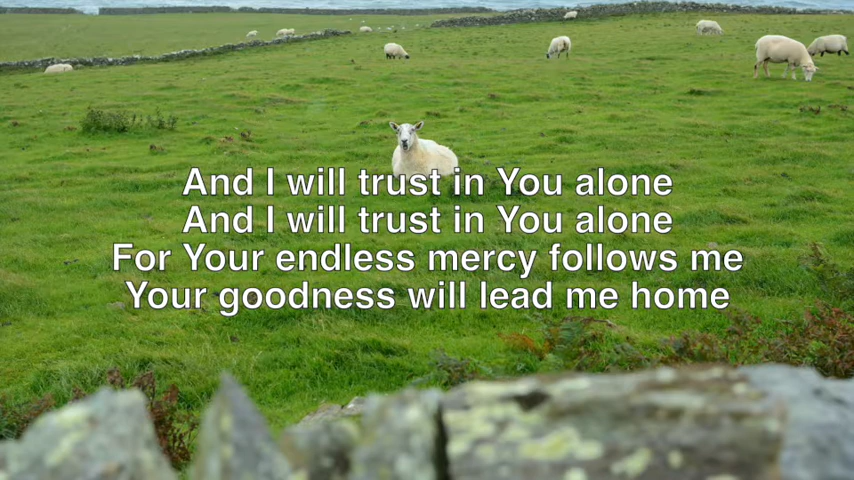 And I will trust in You alone
And I will trust in You alone
For Your endless mercy follows me
Your goodness will lead me home